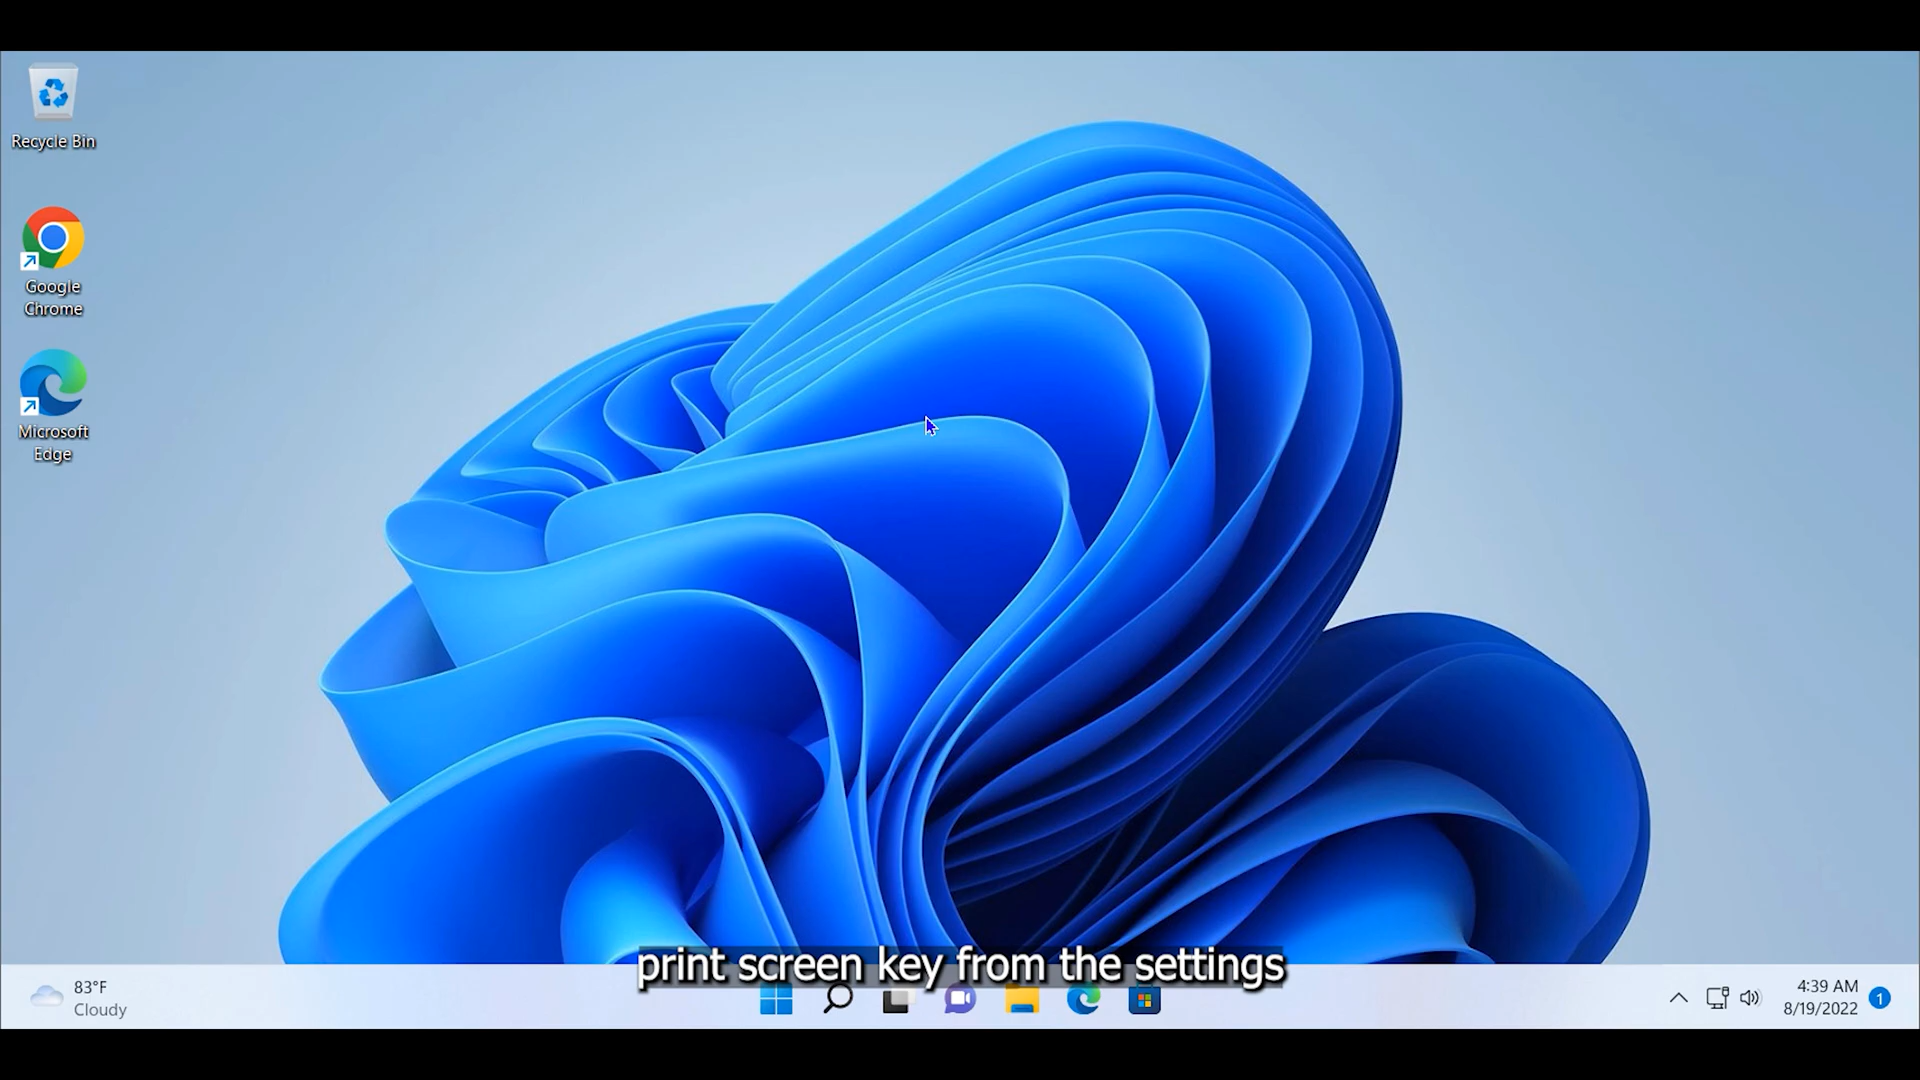 Recycle Bin
Google
Chrome
Microsoft
Edge
print screen key from the settings
83°F
Cloudy
4:39 AM
8/19/2022
1